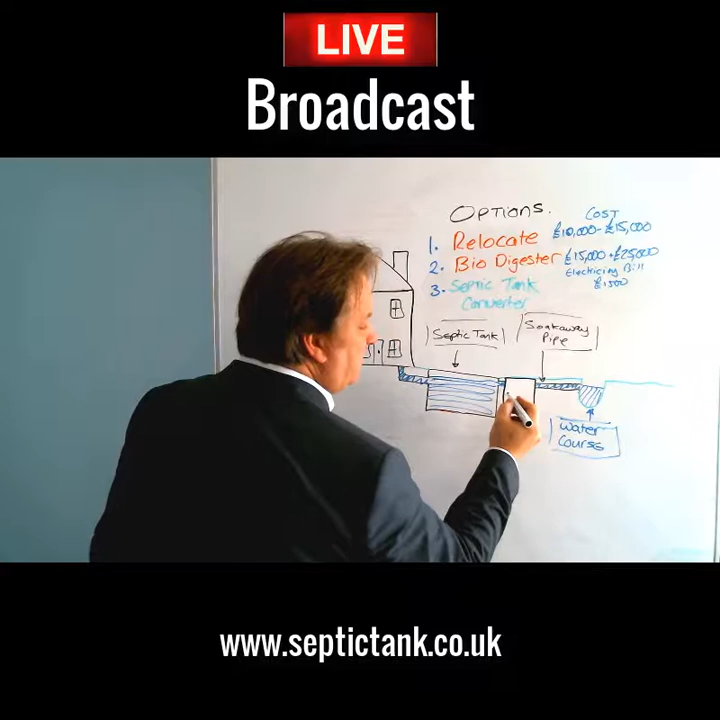 LIVE
Broadcast
OPTIONS.
COST
1. Relocate £10,000-£15,000
2. Bio Digester £15,000-£25,000
Electricity Bill
£1500
3. Septic Tank
Converter
Septic Tank
Soakaway
Pipe
Water
Course
www.septictank.co.uk